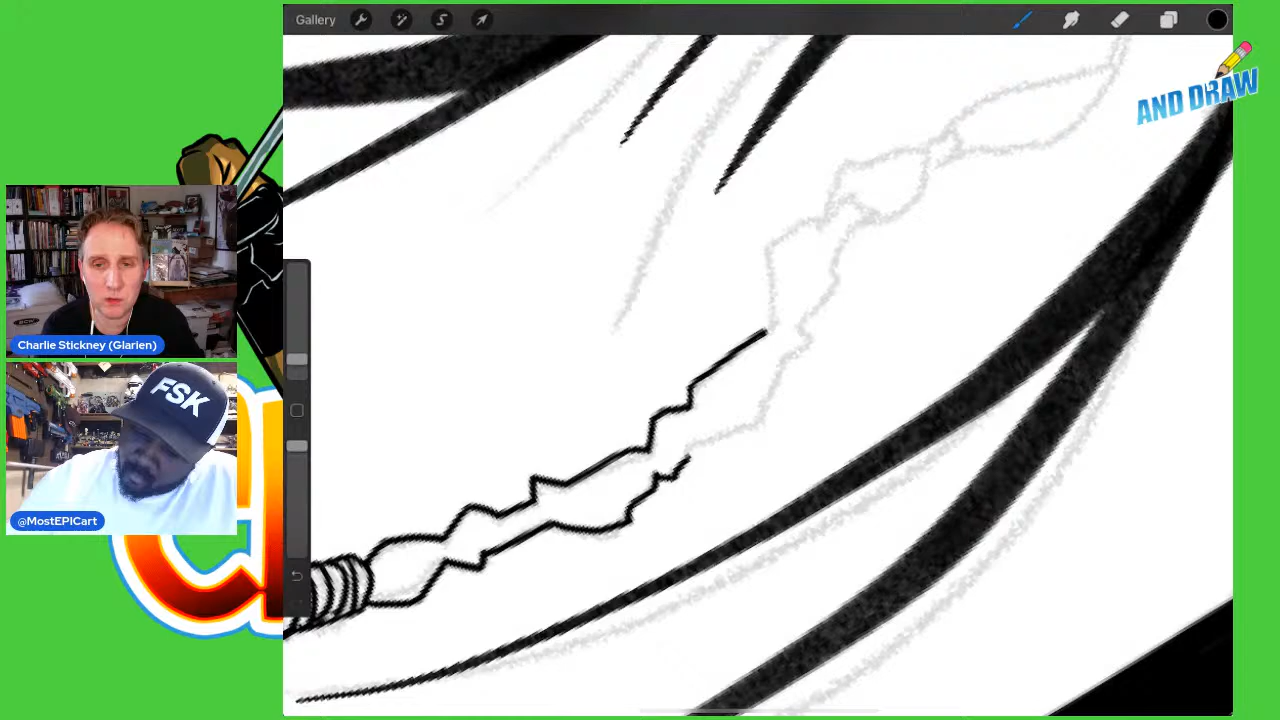 Gallery
AND DRAW
Charlie Stickney (Glarien)
FSK
@MostEPICart